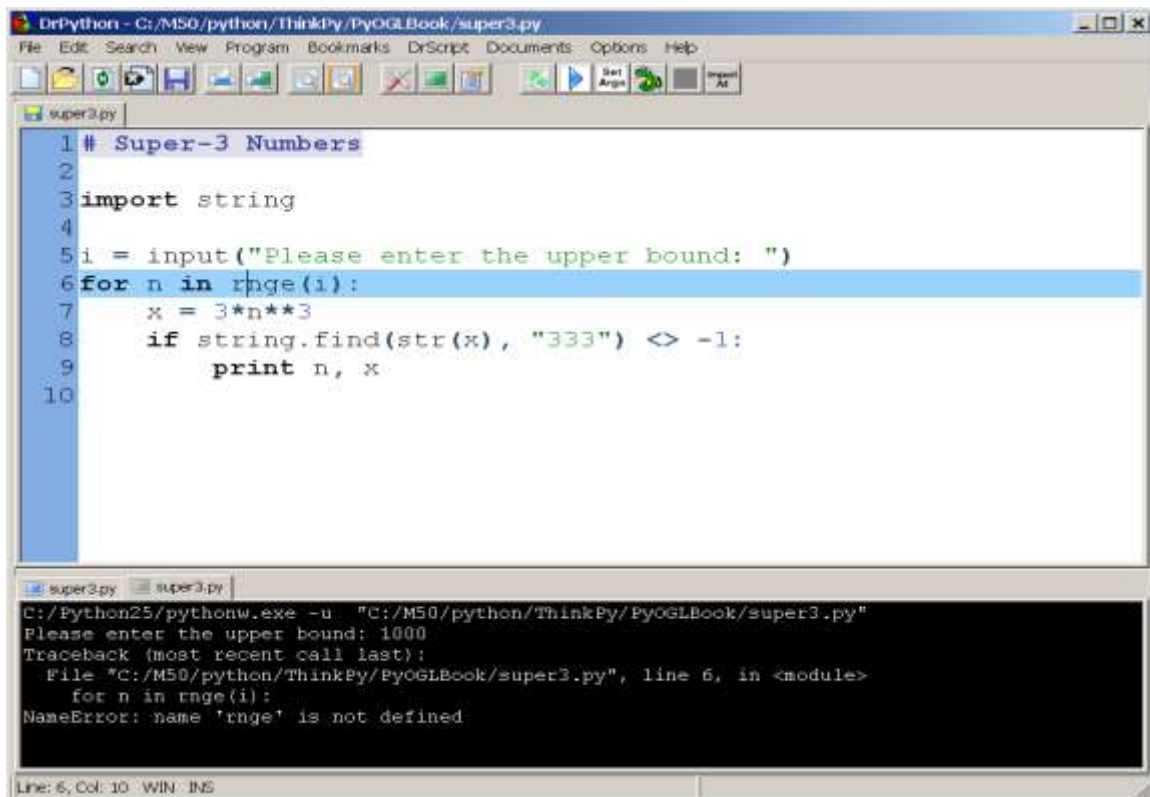 DrPython - C:/M50/python/ThinkPy/PyOGLBook/super3.py
File Edit Search View Program Bookmarks DrScript Documents Options Help
Set Args Import All
super3.py
1 # Super-3 Numbers
2
3 import string
4
5 i = input("Please enter the upper bound: ")
6 for n in rnge(i):
7 x = 3*n**3
8 if string.find(str(x), "333") <> -1:
9 print n, x
10
super3.py super3.py
C:/Python25/pythonw.exe -u "C:/M50/python/ThinkPy/PyOGLBook/super3.py"
Please enter the upper bound: 1000
Traceback (most recent call last):
File "C:/M50/python/ThinkPy/PyOGLBook/super3.py", line 6, in <module>
for n in rnge(i):
NameError: name 'rnge' is not defined
Line: 6, Col: 10 WIN INS